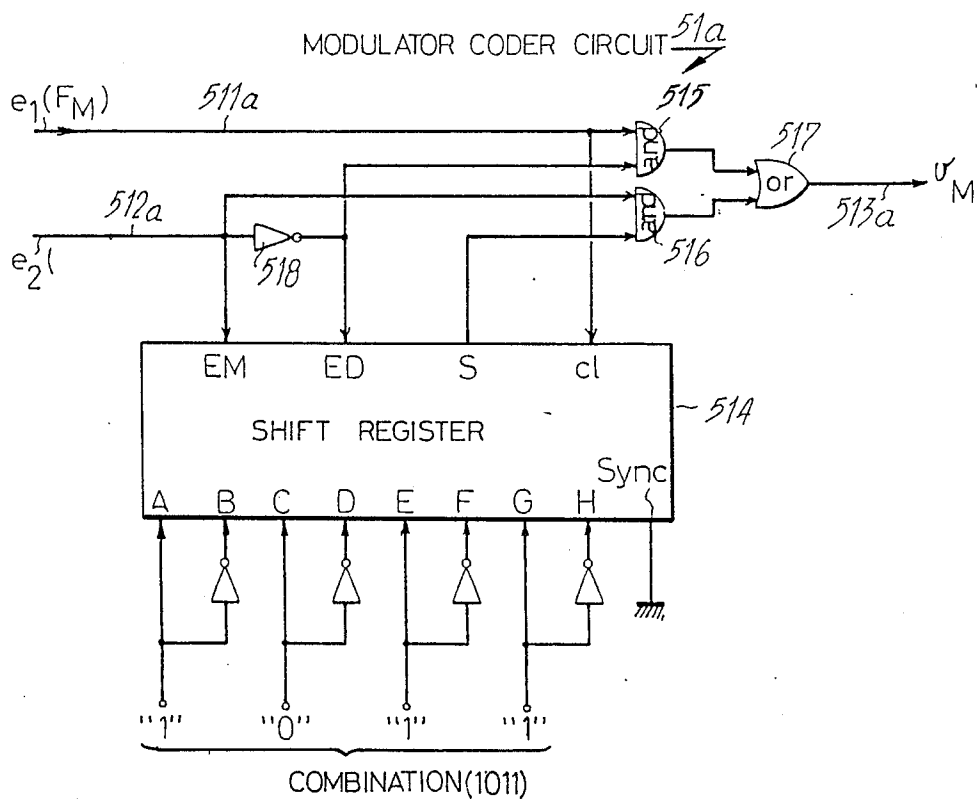 MODULATOR CODER CIRCUIT 51a
e1(FM) 511a 515
and
517
or
υM
513a
512a
and
516
e2(
518
EM ED S cl
514
SHIFT REGISTER
Sync
A B C D E F G H
"1" "0" "1" "1"
COMBINATION(1011)